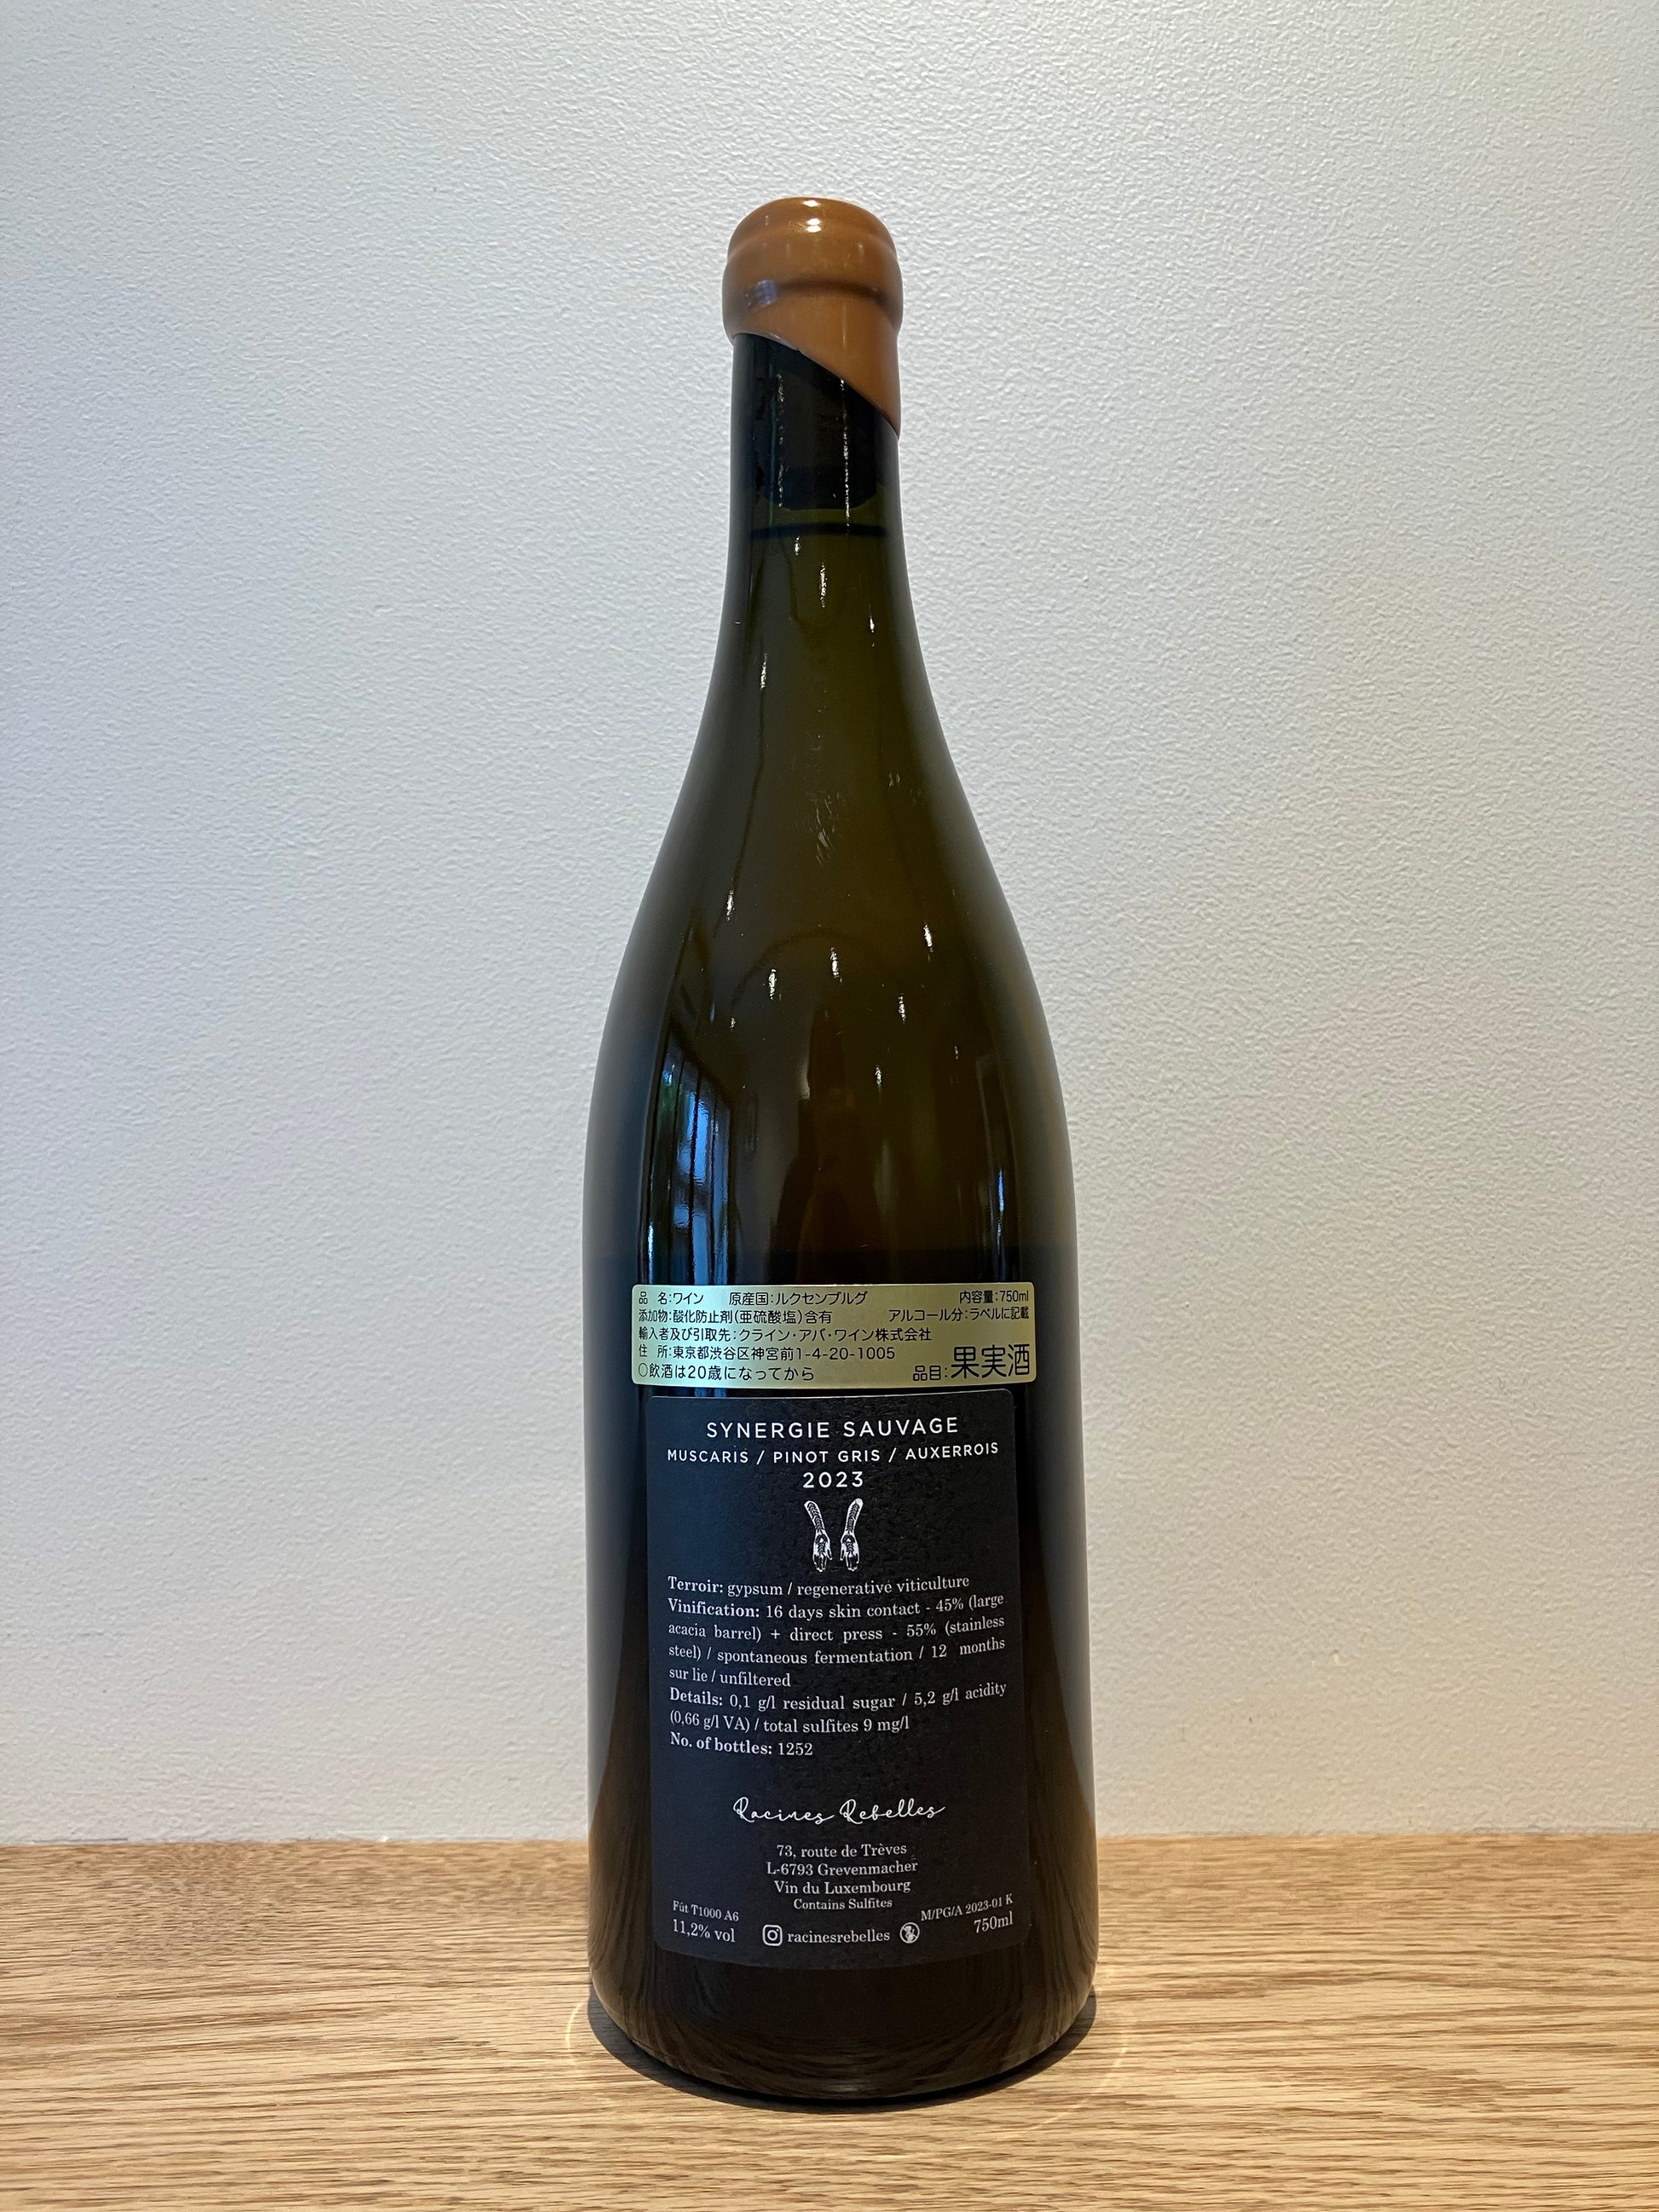 品 名:ワイン 原産国:ルクセンブルグ 内容量:750ml
添加物:酸化防止剤(亜硫酸塩)含有 アルコール分:ラベルに記載
輸入者及び引取先:クライン・アバ・ワイン株式会社
住 所:東京都渋谷区神宮前1-4-20-1005
○飲酒は20歳になってから 品目:果実酒
SYNERGIE SAUVAGE
MUSCARIS / PINOT GRIS / AUXERROIS
2023
Terroir: gypsum / regenerative viticulture
Vinification: 16 days skin contact - 45% (large
acacia barrel) + direct press - 55% (stainless
steel) / spontaneous fermentation / 12 months
sur lie / unfiltered
Details: 0,1 g/l residual sugar / 5,2 g/l acidity
(0,66 g/l VA) / total sulfites 9 mg/l
No. of bottles: 1252
Racines Rebelles
73, route de Trèves
L-6793 Grevenmacher
Vin du Luxembourg
Contains Sulfites
Fût T1000 A6 M/PG/A 2023-01 K
11,2% vol racinesrebelles 750ml